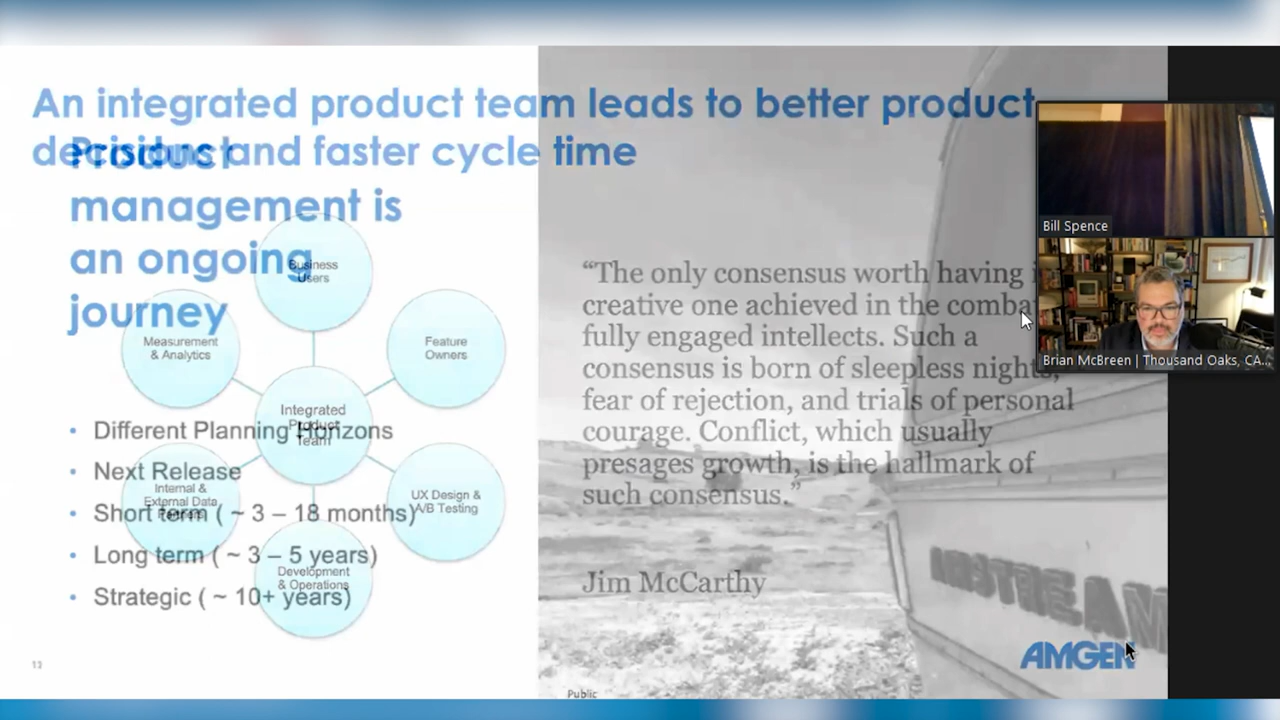 An integrated product team leads to better product
decisions and faster cycle time
Product
management is
an ongoing
journey
Business
Users
Measurement
& Analytics
Feature
Owners
Integrated
Product
Team
Internal &
External Data
UX Design &
A/B Testing
Development
& Operations
• Different Planning Horizons
• Next Release
• Short term ( ~ 3 – 18 months)
• Long term ( ~ 3 – 5 years)
• Strategic ( ~ 10+ years)
“The only consensus worth having
creative one achieved in the comba
fully engaged intellects. Such a
consensus is born of sleepless nights,
fear of rejection, and trials of personal
courage. Conflict, which usually
presages growth, is the hallmark of
such consensus.”
Jim McCarthy
AIRSTREAM
AMGEN
Bill Spence
Brian McBreen | Thousand Oaks, CA...
13
Public